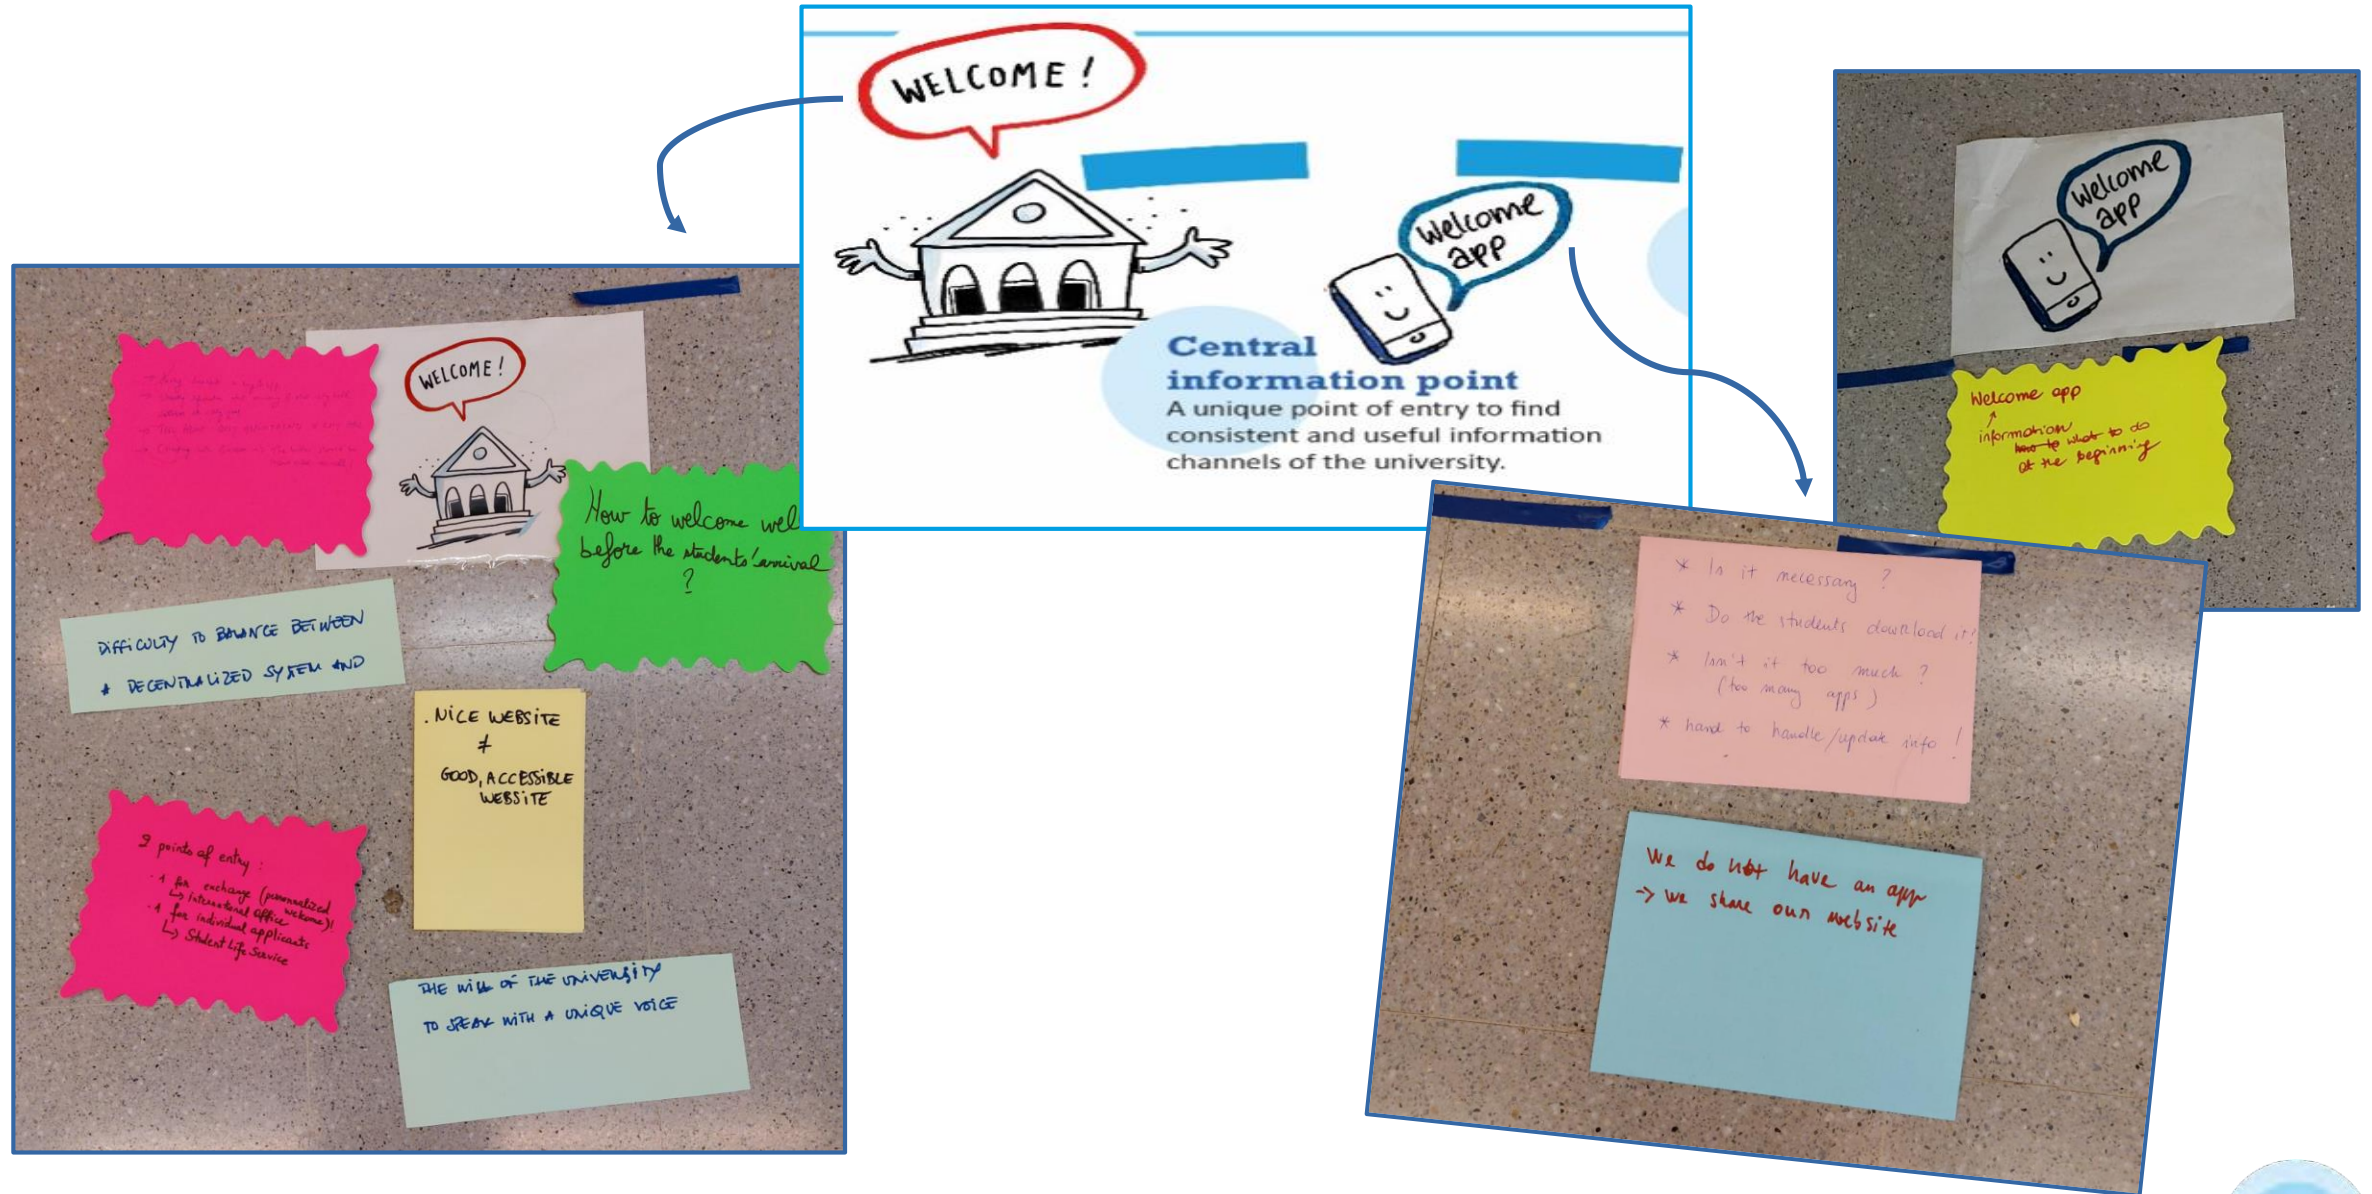 WELCOME!
Welcome
app
Central
information point
A unique point of entry to find
consistent and useful information
channels of the university.
WELCOME!
How to welcome wel
before the students' arrival
?
DIFFICULTY TO BALANCE BETWEEN
A DECENTRALIZED SYSTEM AND
. NICE WEBSITE
≠
GOOD, ACCESSIBLE
WEBSITE
2 points of entry :
. 1 for exchange (personnalized
↳ international office welcome)!
. 1 for individual applicants
↳ Student Life Service
THE WILL OF THE UNIVERSITY
TO SPEAK WITH A UNIQUE VOICE
Welcome
app
Welcome app
information
how to what to do
at the beginning
* Is it necessary ?
* Do the students download it?
* Isn't it too much ?
(too many apps)
* hard to handle/update info !
We do not have an app
-> we share our website